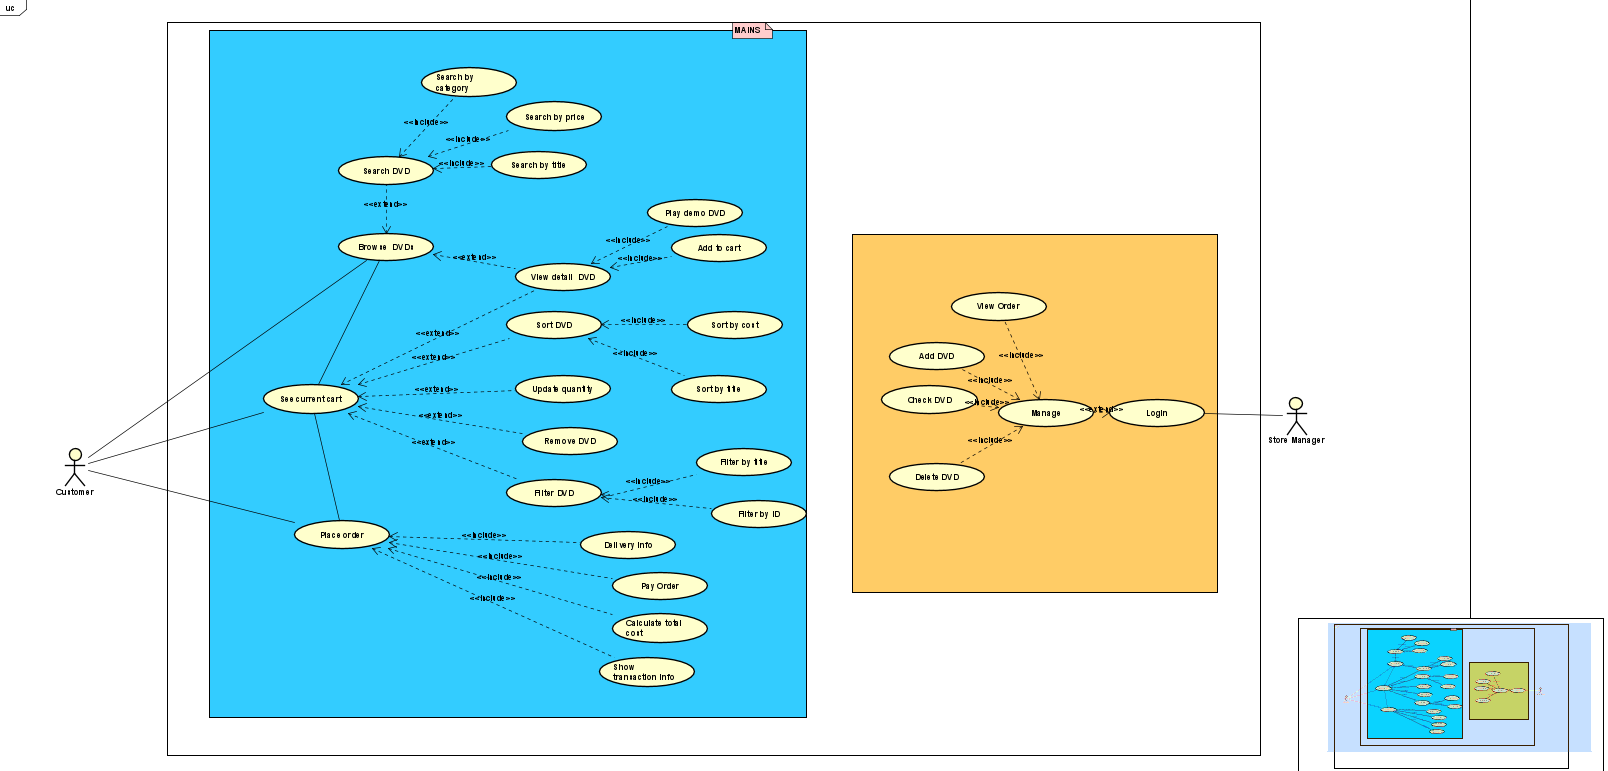 uc
MAINS
Search by
category
<<include>>
Search by price
<<include>>
Search by title
<<include>>
Search DVD
<<extend>>
Play demo DVD
<<include>>
Add to cart
<<include>>
Browse DVDs
<<extend>>
View detail DVD
<<extend>>
Sort DVD
<<include>>
Sort by cost
<<extend>>
<<include>>
Update quantity
<<extend>>
Sort by title
See current cart
<<extend>>
Remove DVD
<<extend>>
Filter by title
<<include>>
Filter DVD
<<include>>
Filter by ID
Place order
<<include>>
Delivery info
<<include>>
Pay Order
<<include>>
Calculate total
cost
<<include>>
Show
transaction info
Customer
View Order
<<include>>
Add DVD
<<include>>
Check DVD
<<include>>
Manage
<<extend>>
Login
<<include>>
Delete DVD
Store Manager